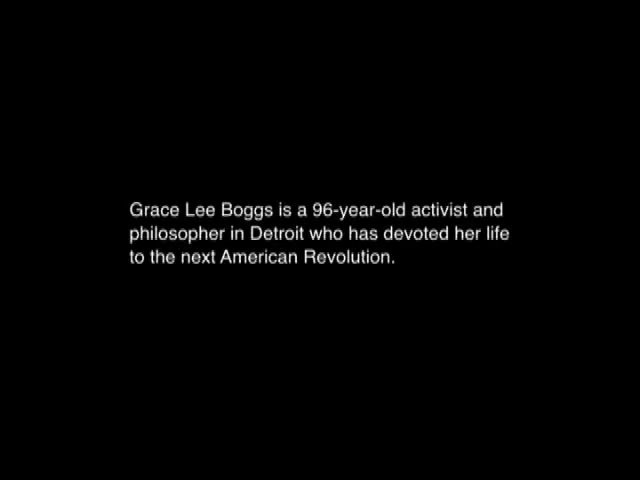 Grace Lee Boggs is a 96-year-old activist and
philosopher in Detroit who has devoted her life
to the next American Revolution.